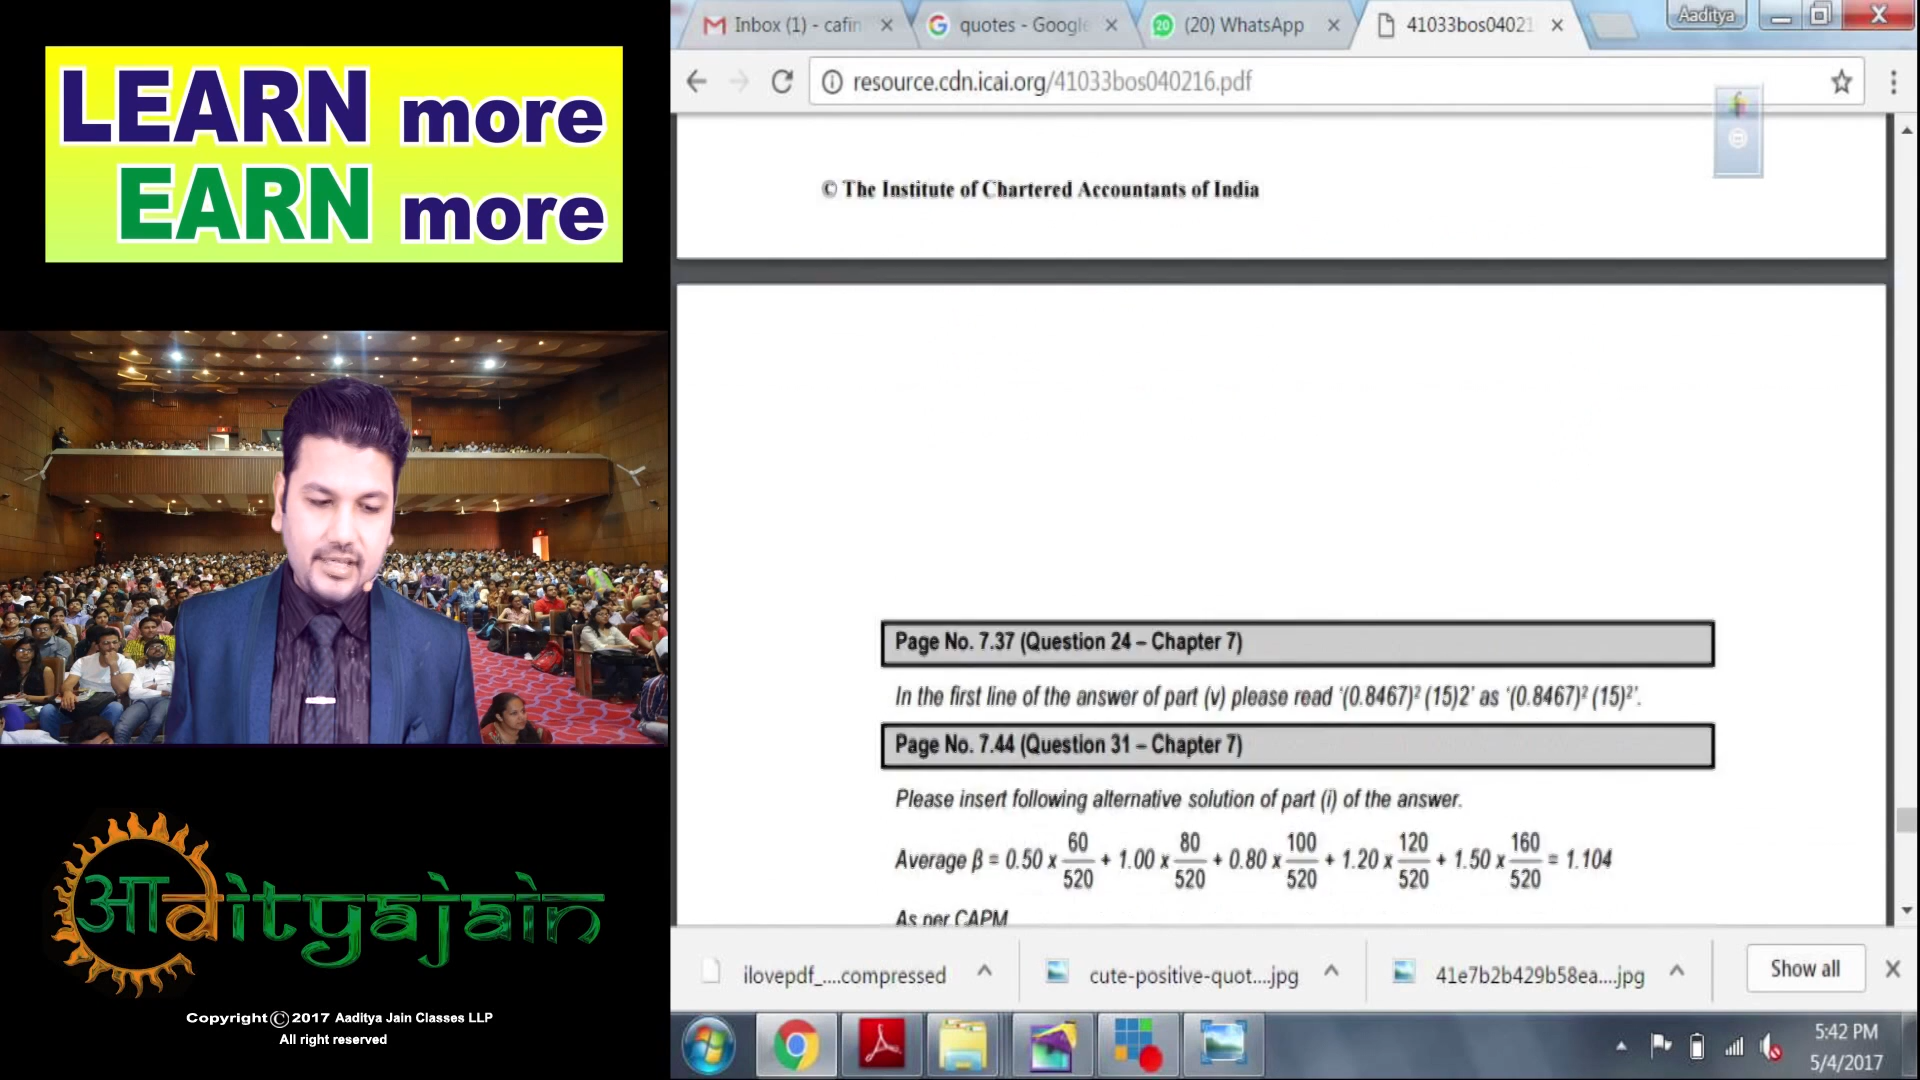 LEARN more
EARN more
आdityajain
Copyright Ⓒ 2017 Aaditya Jain Classes LLP
All right reserved
Inbox (1) - cafin
quotes - Google
20
(20) WhatsApp
41033bos040216
Aaditya
resource.cdn.icai.org/41033bos040216.pdf
© The Institute of Chartered Accountants of India
Page No. 7.37 (Question 24 – Chapter 7)
In the first line of the answer of part (v) please read ‘(0.8467)² (15)2’ as ‘(0.8467)² (15)²’.
Page No. 7.44 (Question 31 – Chapter 7)
Please insert following alternative solution of part (i) of the answer.
Average β = 0.50 x 60/520 + 1.00 x 80/520 + 0.80 x 100/520 + 1.20 x 120/520 + 1.50 x 160/520 = 1.104
As per CAPM
ilovepdf_....compressed
cute-positive-quot....jpg
41e7b2b429b58ea....jpg
Show all
5:42 PM
5/4/2017